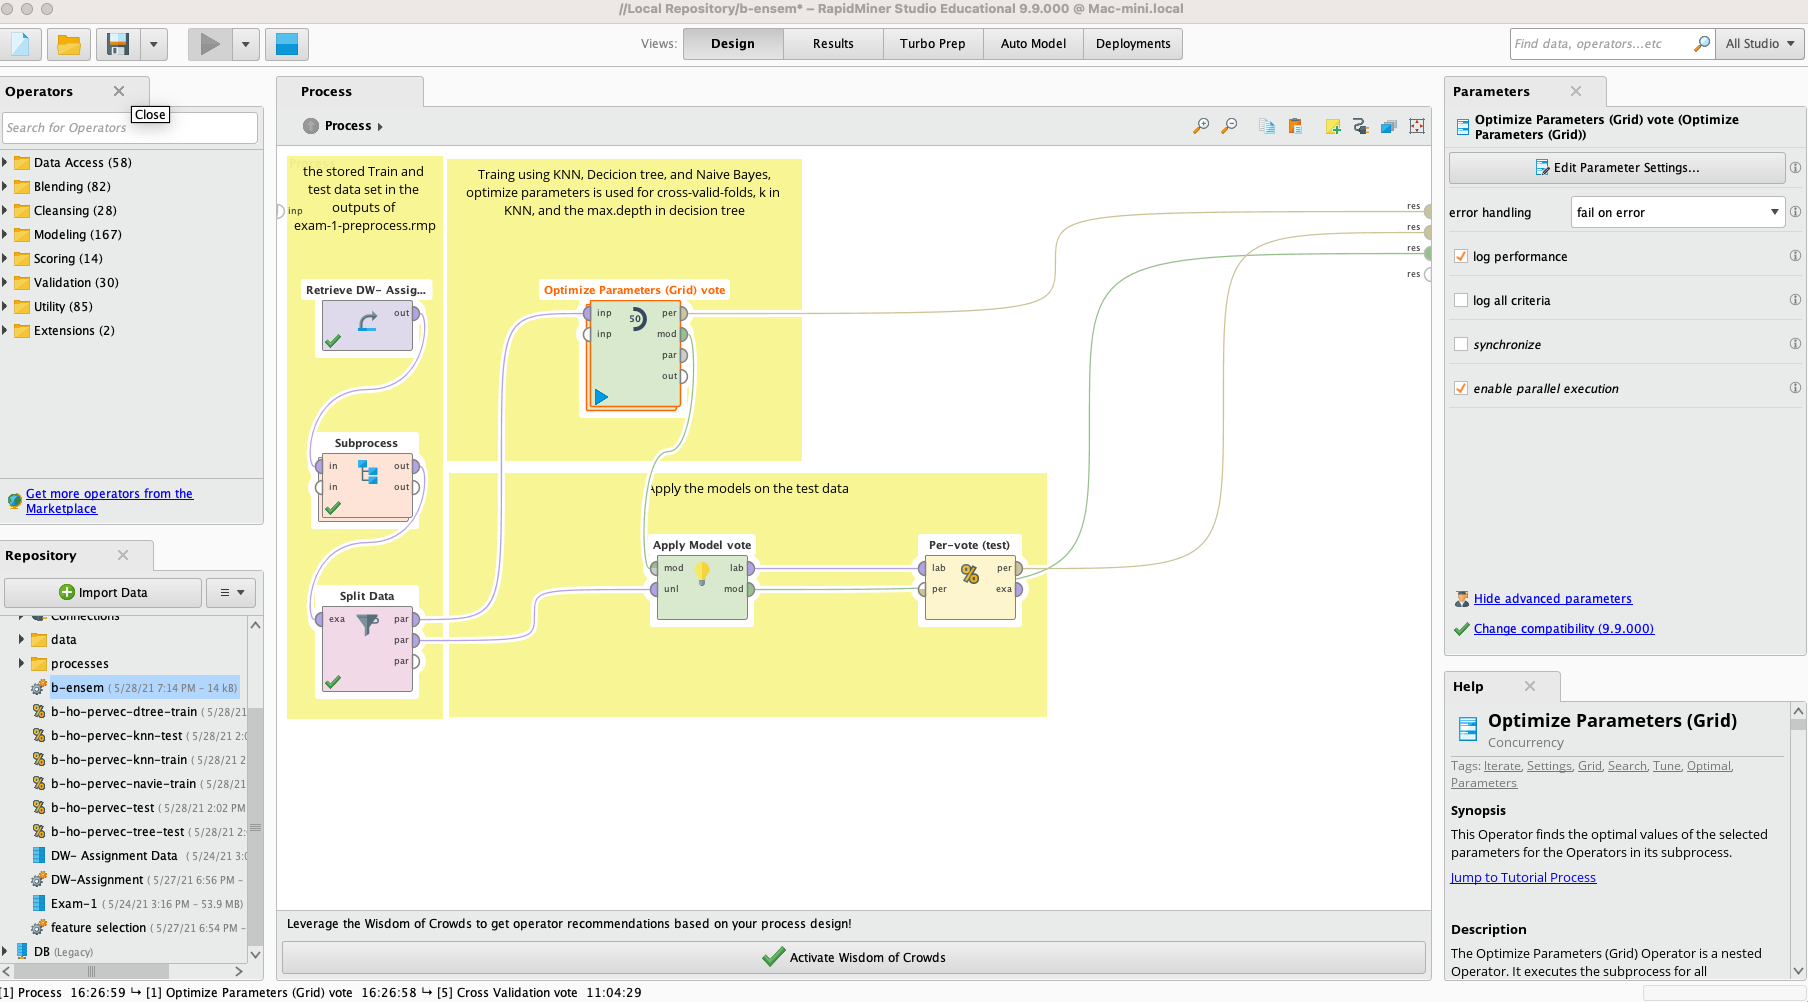 //Local Repository/b-ensem* – RapidMiner Studio Educational 9.9.000 @ Mac-mini.local
Views:
Design
Results
Turbo Prep
Auto Model
Deployments
Find data, operators...etc
All Studio
Operators
Close
Search for Operators
Data Access (58)
Blending (82)
Cleansing (28)
Modeling (167)
Scoring (14)
Validation (30)
Utility (85)
Extensions (2)
Get more operators from the
Marketplace
Repository
Import Data
Connections
data
processes
b-ensem ( 5/28/21 7:14 PM – 14 kB)
b-ho-pervec-dtree-train ( 5/28/21
b-ho-pervec-knn-test ( 5/28/21 2:0
b-ho-pervec-knn-train ( 5/28/21 2
b-ho-pervec-navie-train ( 5/28/21
b-ho-pervec-test ( 5/28/21 2:02 PM
b-ho-pervec-tree-test ( 5/28/21 2:
DW- Assignment Data ( 5/24/21 3:0
DW-Assignment ( 5/27/21 6:56 PM –
Exam-1 ( 5/24/21 3:16 PM – 53.9 MB)
feature selection ( 5/27/21 6:54 PM –
DB (Legacy)
Process
Process
Process
inp
the stored Train and
test data set in the
outputs of
exam-1-preprocess.rmp
Traing using KNN, Decicion tree, and Naive Bayes,
optimize parameters is used for cross-valid-folds, k in
KNN, and the max.depth in decision tree
res
res
res
res
Retrieve DW- Assig...
out
Optimize Parameters (Grid) vote
inp 50 per
inp mod
par
out
Subprocess
in out
in out
Apply the models on the test data
Apply Model vote
mod lab
unl mod
Per-vote (test)
lab % per
per exa
Split Data
exa par
par
par
Leverage the Wisdom of Crowds to get operator recommendations based on your process design!
Activate Wisdom of Crowds
Parameters
Optimize Parameters (Grid) vote (Optimize
Parameters (Grid))
Edit Parameter Settings...
error handling
fail on error
log performance
log all criteria
synchronize
enable parallel execution
Hide advanced parameters
Change compatibility (9.9.000)
Help
Optimize Parameters (Grid)
Concurrency
Tags: Iterate, Settings, Grid, Search, Tune, Optimal,
Parameters
Synopsis
This Operator finds the optimal values of the selected
parameters for the Operators in its subprocess.
Jump to Tutorial Process
Description
The Optimize Parameters (Grid) Operator is a nested
Operator. It executes the subprocess for all
[1] Process 16:26:59 ↪ [1] Optimize Parameters (Grid) vote 16:26:58 ↪ [5] Cross Validation vote 11:04:29